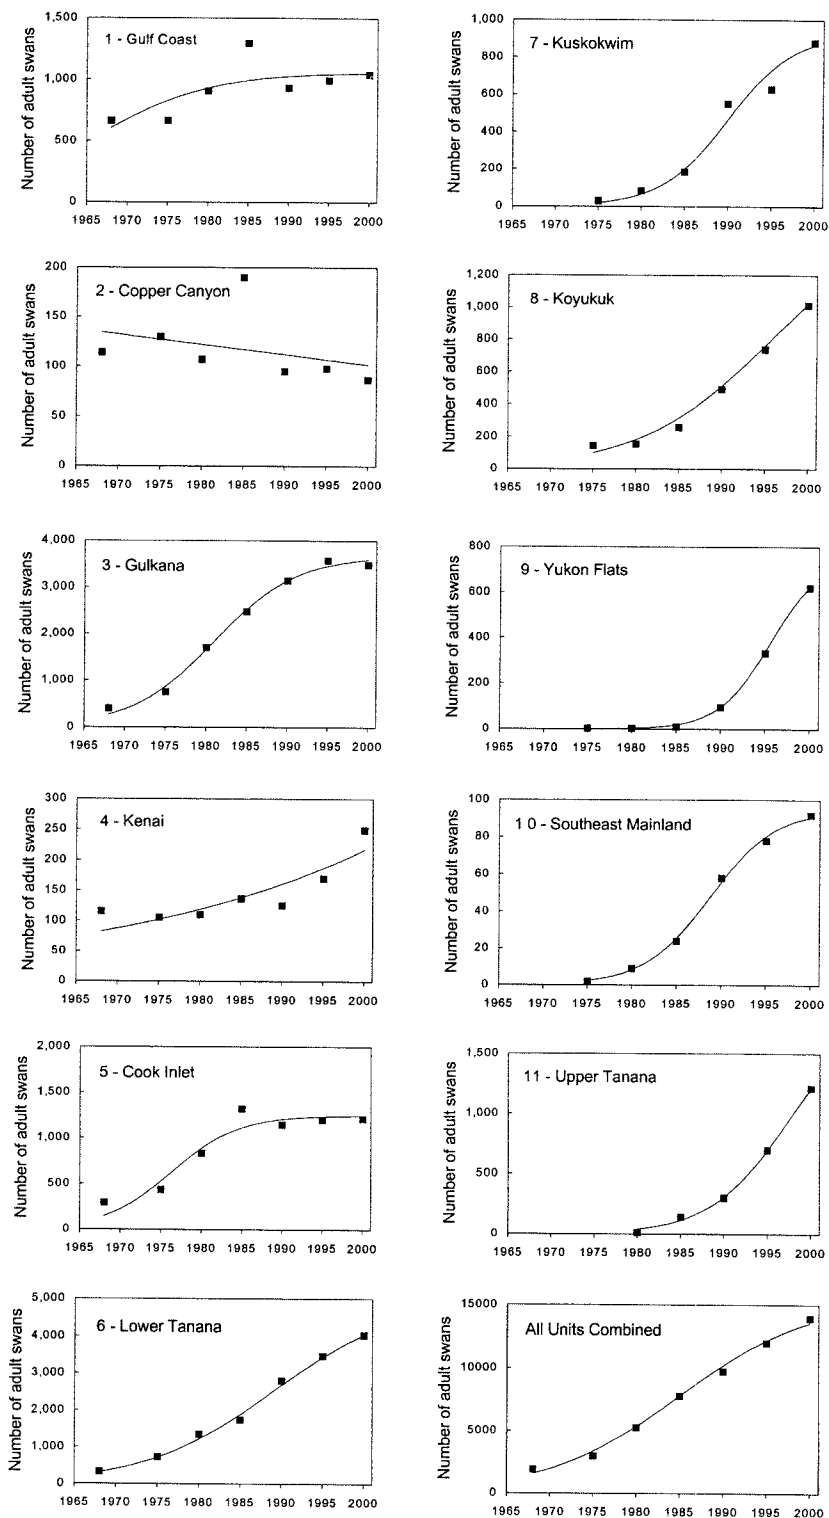 1 - Gulf Coast
Number of adult swans
1,500
1,000
500
0
1965 1970 1975 1980 1985 1990 1995 2000
7 - Kuskokwim
Number of adult swans
1,000
800
600
400
200
0
1965 1970 1975 1980 1985 1990 1995 2000
2 - Copper Canyon
Number of adult swans
200
150
100
50
0
1965 1970 1975 1980 1985 1990 1995 2000
8 - Koyukuk
Number of adult swans
1,200
1,000
800
600
400
200
0
1965 1970 1975 1980 1985 1990 1995 2000
3 - Gulkana
Number of adult swans
4,000
3,000
2,000
1,000
0
1965 1970 1975 1980 1985 1990 1995 2000
9 - Yukon Flats
Number of adult swans
800
600
400
200
0
1965 1970 1975 1980 1985 1990 1995 2000
4 - Kenai
Number of adult swans
300
250
200
150
100
50
0
1965 1970 1975 1980 1985 1990 1995 2000
10 - Southeast Mainland
Number of adult swans
100
80
60
40
20
0
1965 1970 1975 1980 1985 1990 1995 2000
5 - Cook Inlet
Number of adult swans
2,000
1,500
1,000
500
0
1965 1970 1975 1980 1985 1990 1995 2000
11 - Upper Tanana
Number of adult swans
1,500
1,000
500
0
1965 1970 1975 1980 1985 1990 1995 2000
6 - Lower Tanana
Number of adult swans
5,000
4,000
3,000
2,000
1,000
0
1965 1970 1975 1980 1985 1990 1995 2000
All Units Combined
Number of adult swans
15000
10000
5000
0
1965 1970 1975 1980 1985 1990 1995 2000